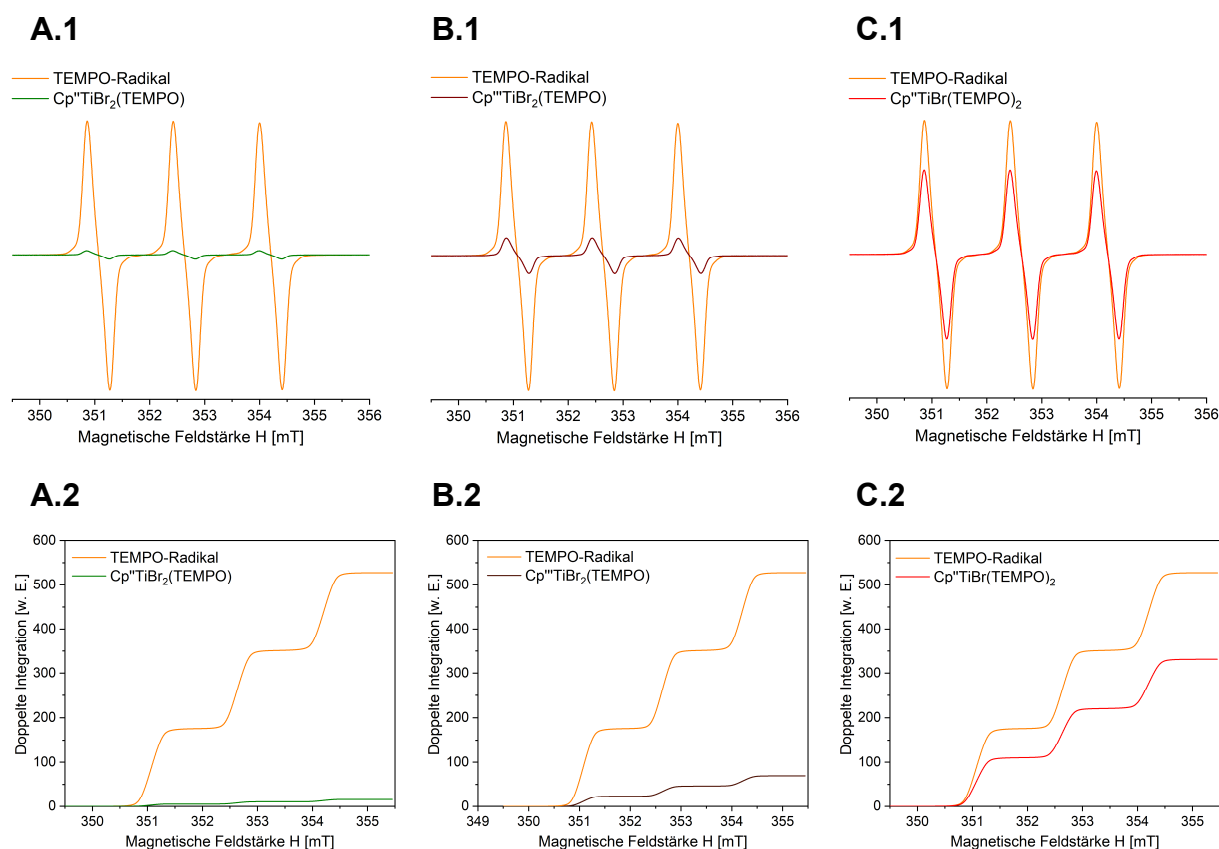 A.1
TEMPO-Radikal
Cp''TiBr₂(TEMPO)
350 351 352 353 354 355 356
Magnetische Feldstärke H [mT]
B.1
TEMPO-Radikal
Cp'''TiBr₂(TEMPO)
350 351 352 353 354 355 356
Magnetische Feldstärke H [mT]
C.1
TEMPO-Radikal
Cp''TiBr(TEMPO)₂
350 351 352 353 354 355 356
Magnetische Feldstärke H [mT]
A.2
Doppelte Integration [w. E.]
600
500
400
300
200
100
0
TEMPO-Radikal
Cp''TiBr₂(TEMPO)
350 351 352 353 354 355
Magnetische Feldstärke H [mT]
B.2
Doppelte Integration [w. E.]
600
500
400
300
200
100
0
TEMPO-Radikal
Cp'''TiBr₂(TEMPO)
349 350 351 352 353 354 355
Magnetische Feldstärke H [mT]
C.2
Doppelte Integration [w. E.]
600
500
400
300
200
100
0
TEMPO-Radikal
Cp''TiBr(TEMPO)₂
350 351 352 353 354 355
Magnetische Feldstärke H [mT]